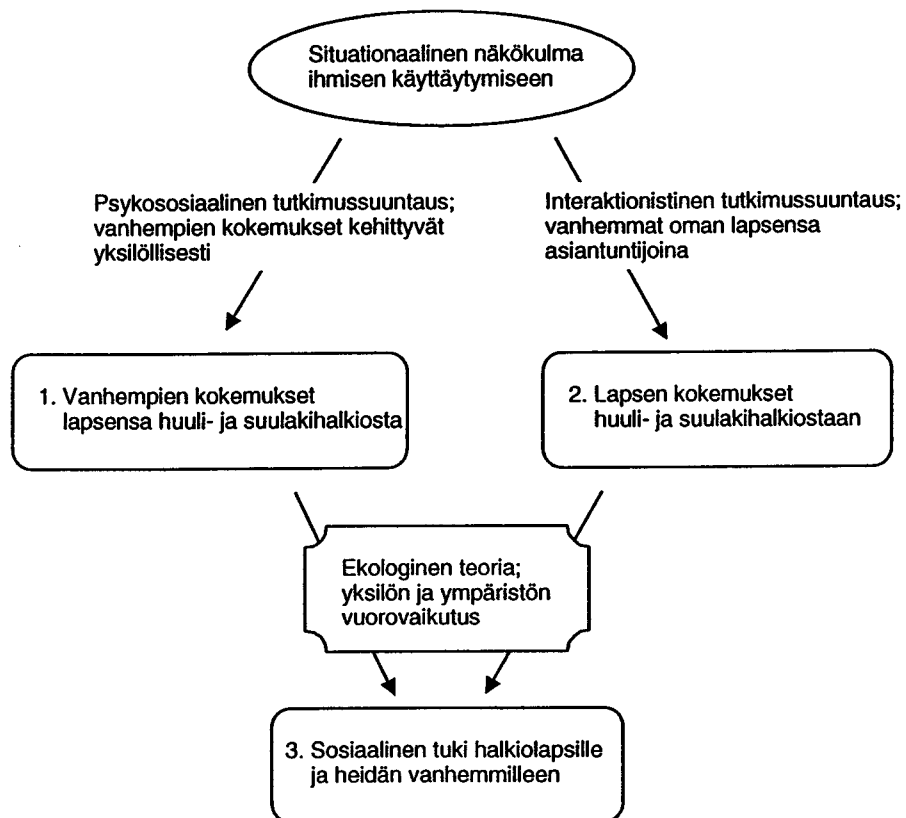 Situationaalinen näkökulma
ihmisen käyttäytymiseen
Psykososiaalinen tutkimussuuntaus;
vanhempien kokemukset kehittyvät
yksilöllisesti
Interaktionistinen tutkimussuuntaus;
vanhemmat oman lapsensa
asiantuntijoina
1. Vanhempien kokemukset
lapsensa huuli- ja suulakihalkiosta
2. Lapsen kokemukset
huuli- ja suulakihalkiostaan
Ekologinen teoria;
yksilön ja ympäristön
vuorovaikutus
3. Sosiaalinen tuki halkiolapsille
ja heidän vanhemmilleen